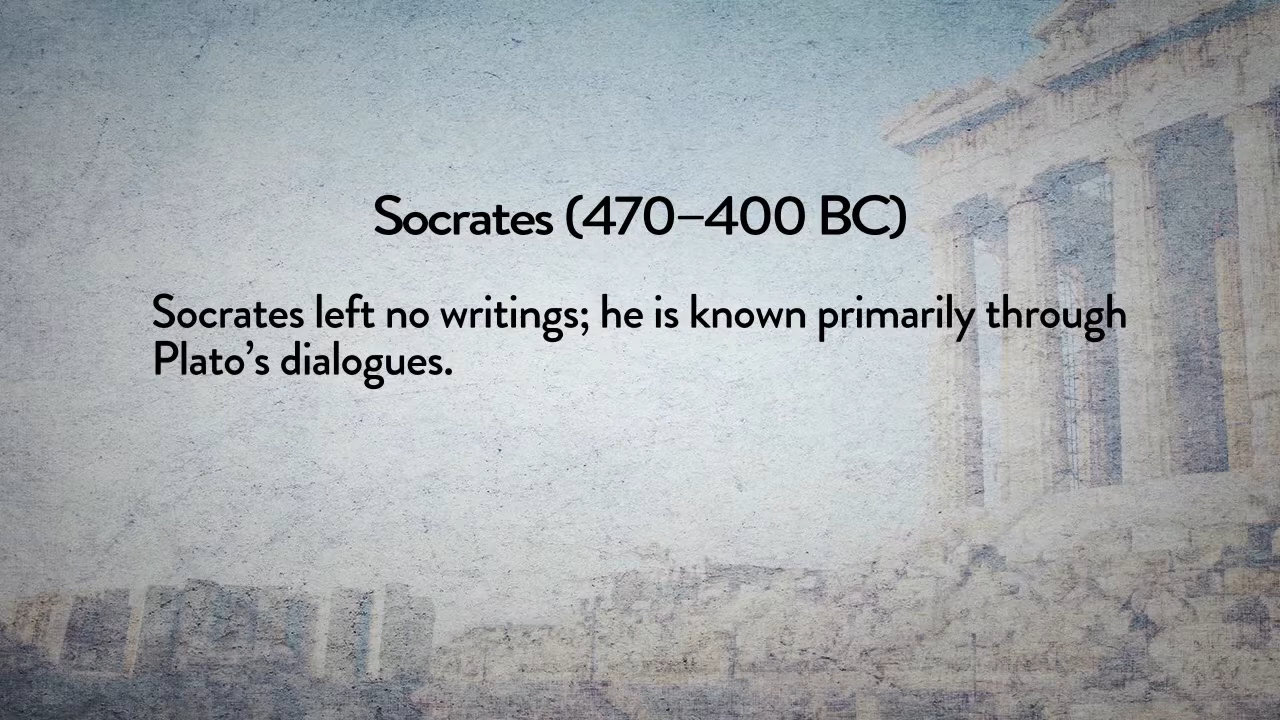 Socrates (470–400 BC)
Socrates left no writings; he is known primarily through
Plato’s dialogues.